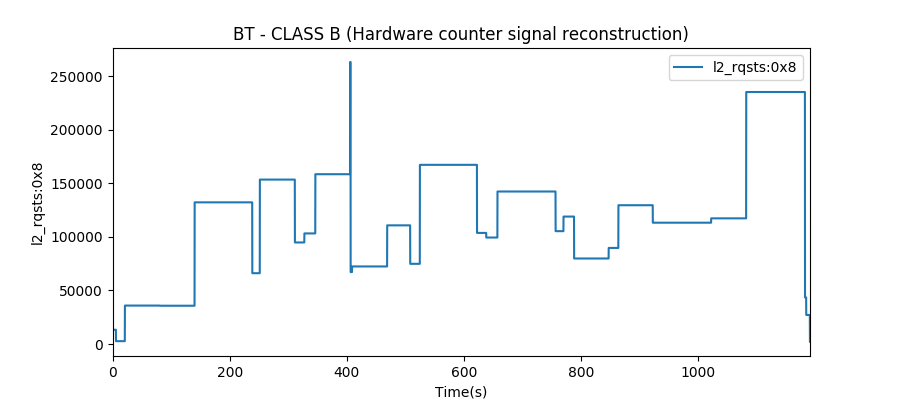 BT - CLASS B (Hardware counter signal reconstruction)
l2_rqsts:0x8
250000
200000
150000
100000
50000
0
l2_rqsts:0x8
0 200 400 600 800 1000
Time(s)